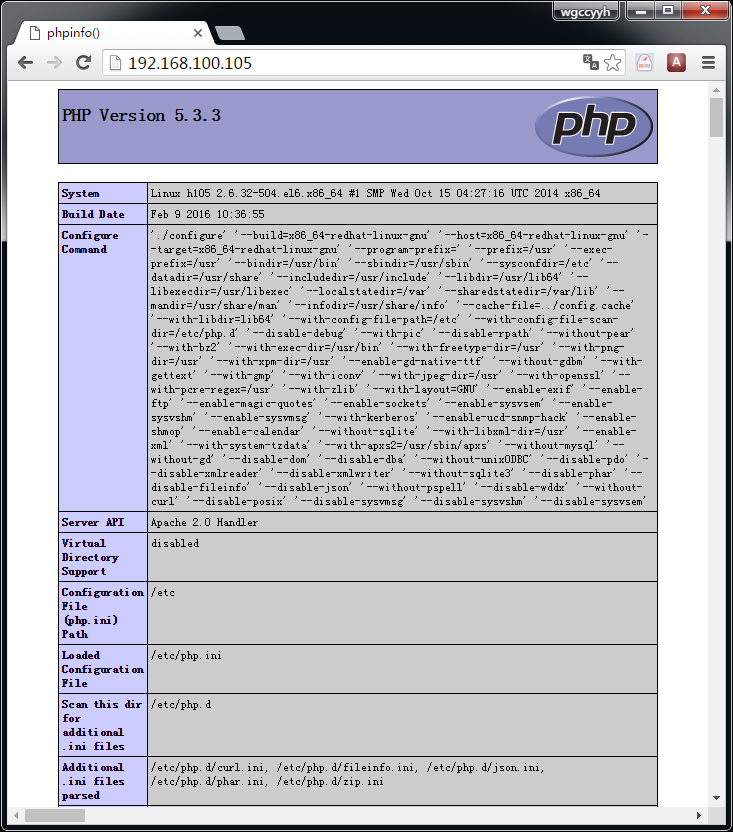 wgccyyh
phpinfo()
192.168.100.105
A
PHP Version 5.3.3
php
System
Linux h105 2.6.32-504.el6.x86_64 #1 SMP Wed Oct 15 04:27:16 UTC 2014 x86_64
Build Date
Feb 9 2016 10:36:55
Configure
Command
'./configure' '--build=x86_64-redhat-linux-gnu' '--host=x86_64-redhat-linux-gnu' '-
-target=x86_64-redhat-linux-gnu' '--program-prefix=' '--prefix=/usr' '--exec-
prefix=/usr' '--bindir=/usr/bin' '--sbindir=/usr/sbin' '--sysconfdir=/etc' '--
datadir=/usr/share' '--includedir=/usr/include' '--libdir=/usr/lib64' '--
libexecdir=/usr/libexec' '--localstatedir=/var' '--sharedstatedir=/var/lib' '--
mandir=/usr/share/man' '--infodir=/usr/share/info' '--cache-file=../config.cache'
'--with-libdir=lib64' '--with-config-file-path=/etc' '--with-config-file-scan-
dir=/etc/php.d' '--disable-debug' '--with-pic' '--disable-rpath' '--without-pear'
'--with-bz2' '--with-exec-dir=/usr/bin' '--with-freetype-dir=/usr' '--with-png-
dir=/usr' '--with-xpm-dir=/usr' '--enable-gd-native-ttf' '--without-gdbm' '--with-
gettext' '--with-gmp' '--with-iconv' '--with-jpeg-dir=/usr' '--with-openssl' '--
with-pcre-regex=/usr' '--with-zlib' '--with-layout=GNU' '--enable-exif' '--enable-
ftp' '--enable-magic-quotes' '--enable-sockets' '--enable-sysvsem' '--enable-
sysvshm' '--enable-sysvmsg' '--with-kerberos' '--enable-ucd-snmp-hack' '--enable-
shmop' '--enable-calendar' '--without-sqlite' '--with-libxml-dir=/usr' '--enable-
xml' '--with-system-tzdata' '--with-apxs2=/usr/sbin/apxs' '--without-mysql' '--
without-gd' '--disable-dom' '--disable-dba' '--without-unixODBC' '--disable-pdo' '-
-disable-xmlreader' '--disable-xmlwriter' '--without-sqlite3' '--disable-phar' '--
disable-fileinfo' '--disable-json' '--without-pspell' '--disable-wddx' '--without-
curl' '--disable-posix' '--disable-sysvmsg' '--disable-sysvshm' '--disable-sysvsem'
Server API
Apache 2.0 Handler
Virtual
Directory
Support
disabled
Configuration
File
(php.ini)
Path
/etc
Loaded
Configuration
File
/etc/php.ini
Scan this dir
for
additional
.ini files
/etc/php.d
Additional
.ini files
parsed
/etc/php.d/curl.ini, /etc/php.d/fileinfo.ini, /etc/php.d/json.ini,
/etc/php.d/phar.ini, /etc/php.d/zip.ini